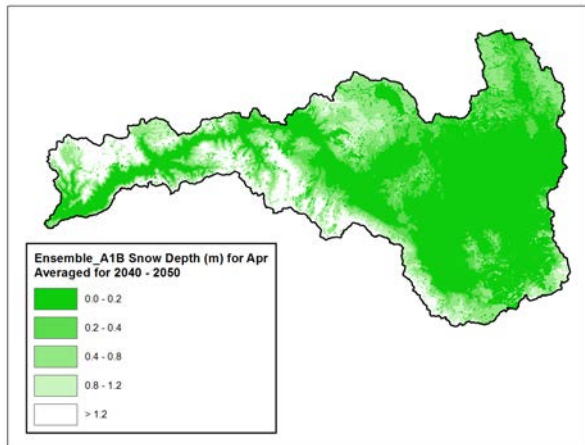 Ensemble_A1B Snow Depth (m) for Apr
Averaged for 2040 - 2050
0.0 - 0.2
0.2 - 0.4
0.4 - 0.8
0.8 - 1.2
> 1.2